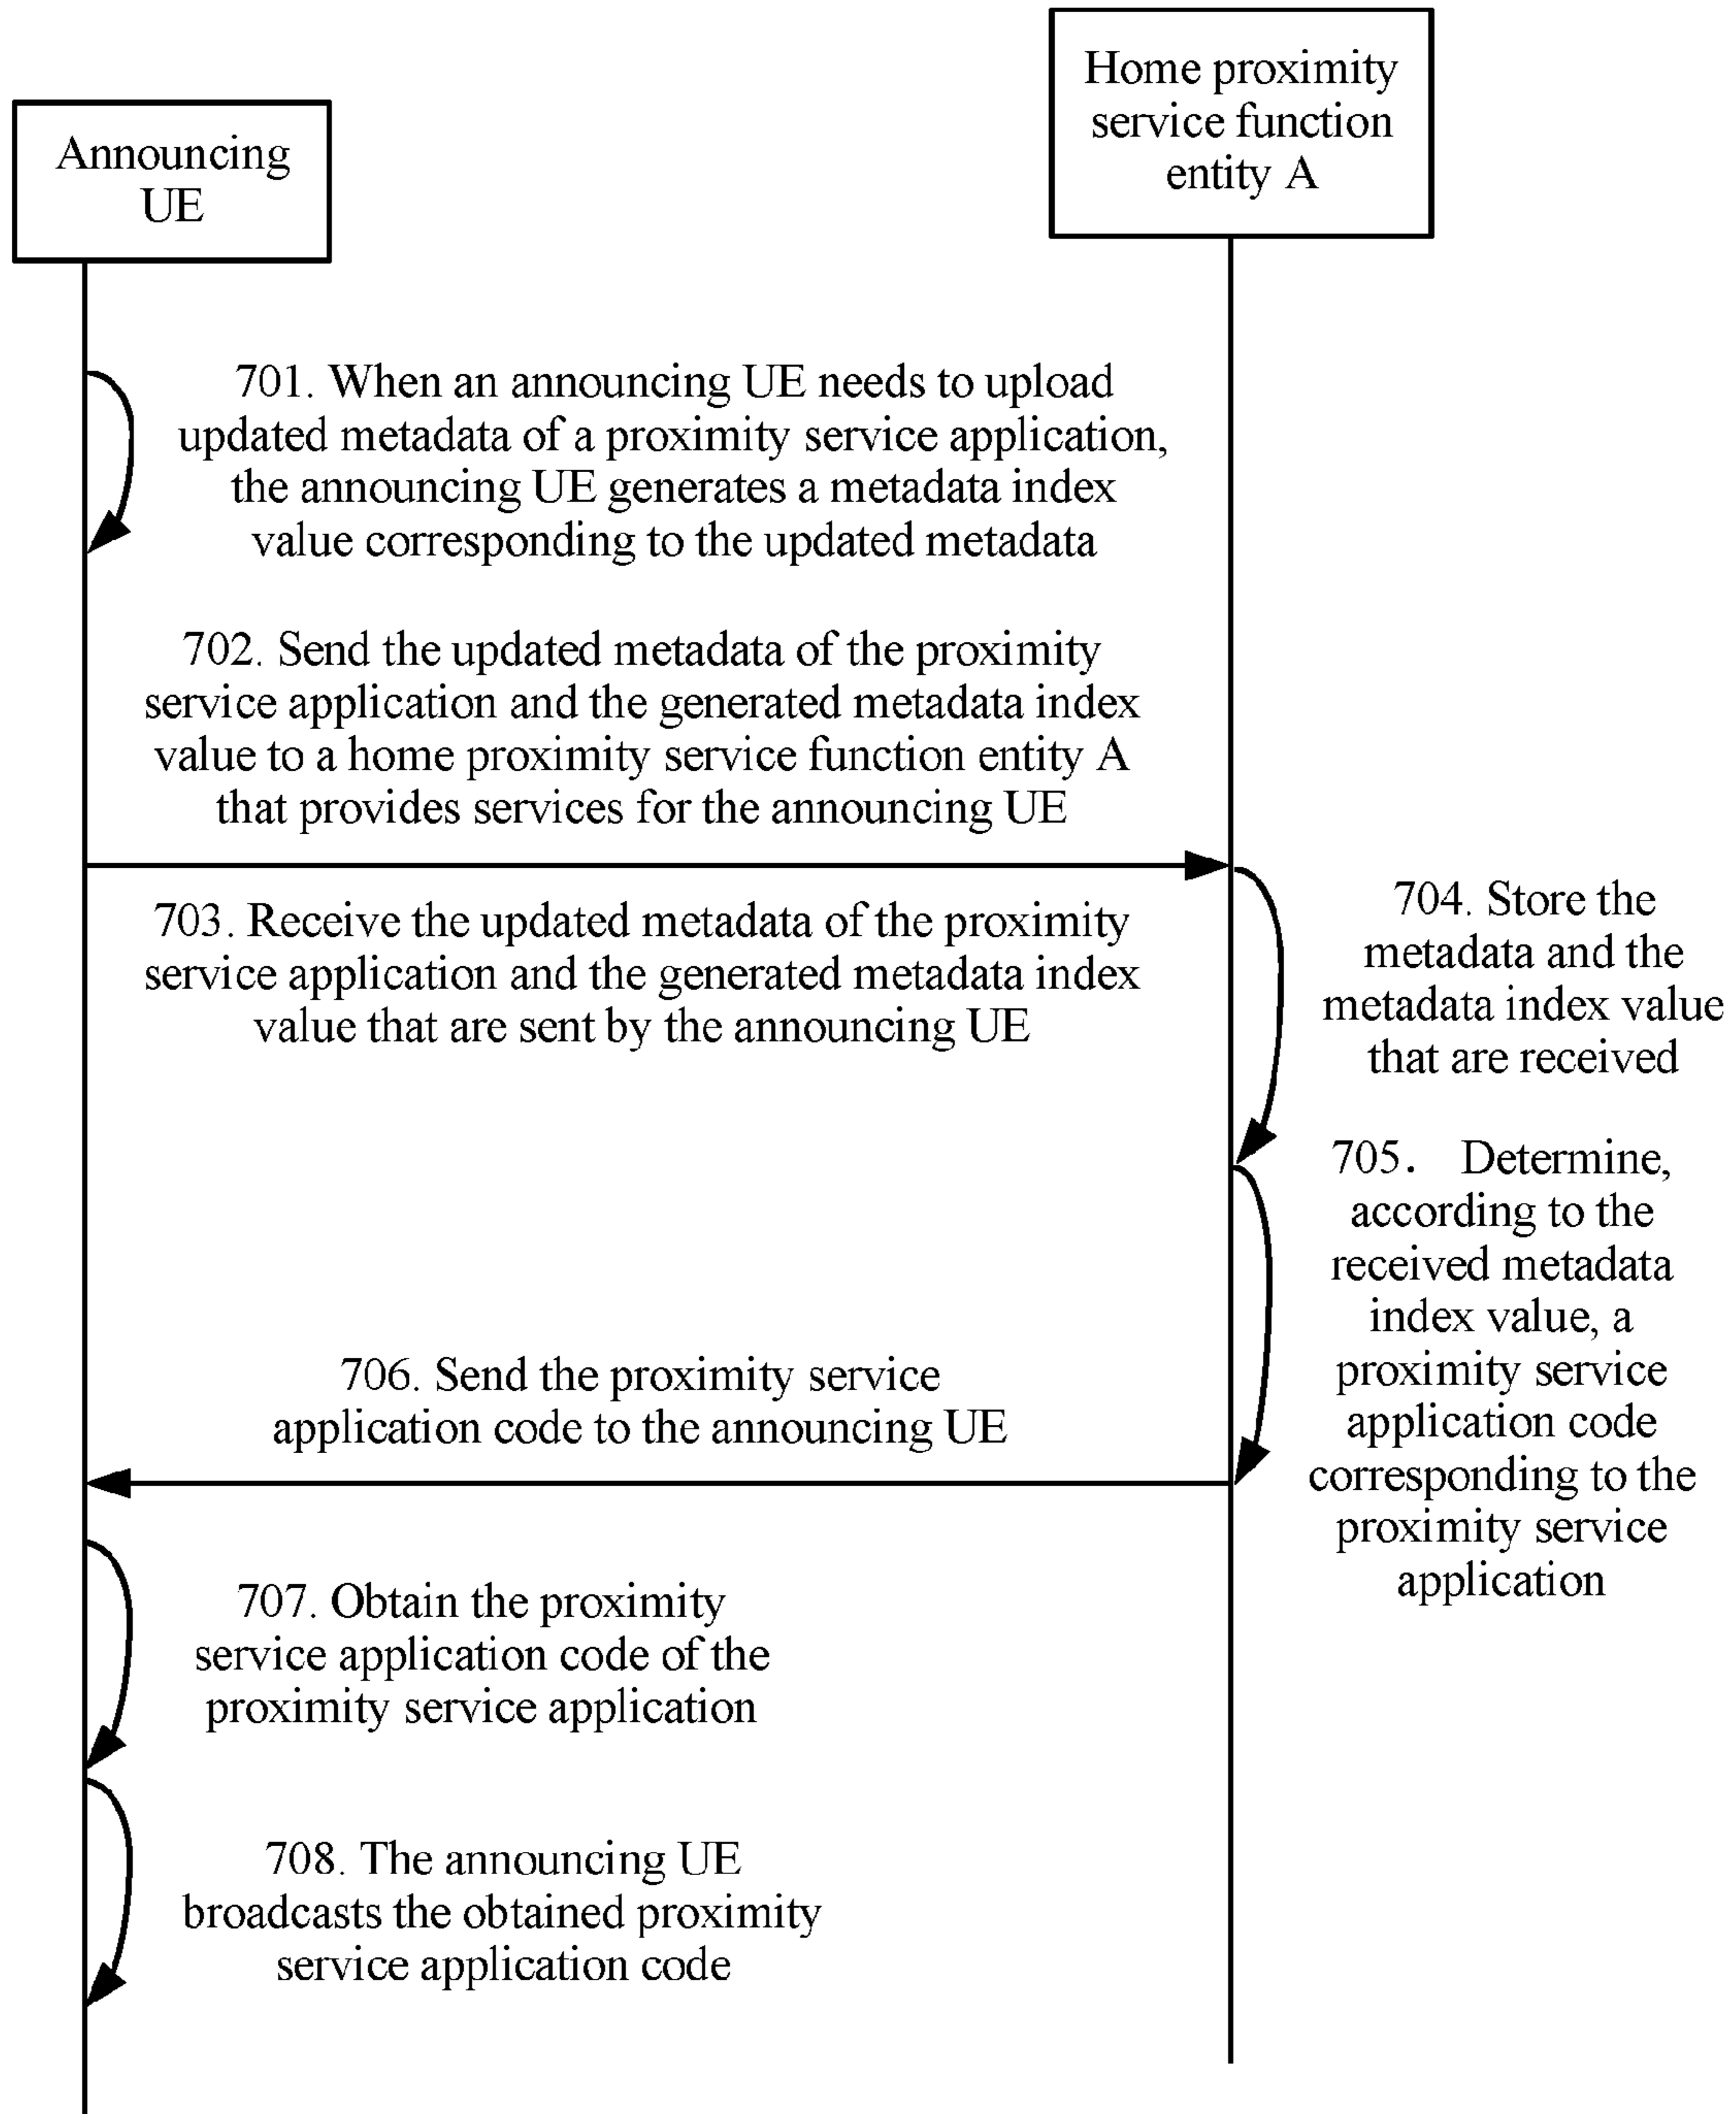 Announcing
UE
Home proximity
service function
entity A
701. When an announcing UE needs to upload
updated metadata of a proximity service application,
the announcing UE generates a metadata index
value corresponding to the updated metadata
702. Send the updated metadata of the proximity
service application and the generated metadata index
value to a home proximity service function entity A
that provides services for the announcing UE
703. Receive the updated metadata of the proximity
service application and the generated metadata index
value that are sent by the announcing UE
704. Store the
metadata and the
metadata index value
that are received
705. Determine,
according to the
received metadata
index value, a
proximity service
application code
corresponding to the
proximity service
application
706. Send the proximity service
application code to the announcing UE
707. Obtain the proximity
service application code of the
proximity service application
708. The announcing UE
broadcasts the obtained proximity
service application code